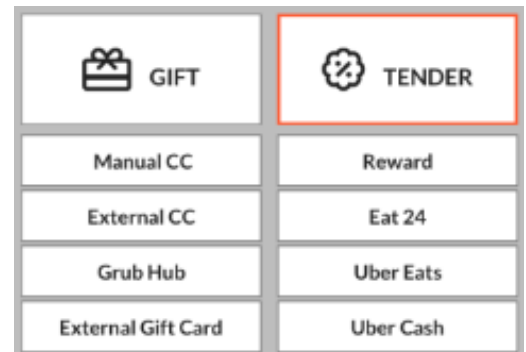 GIFT
TENDER
Manual CC
Reward
External CC
Eat 24
Grub Hub
Uber Eats
External Gift Card
Uber Cash